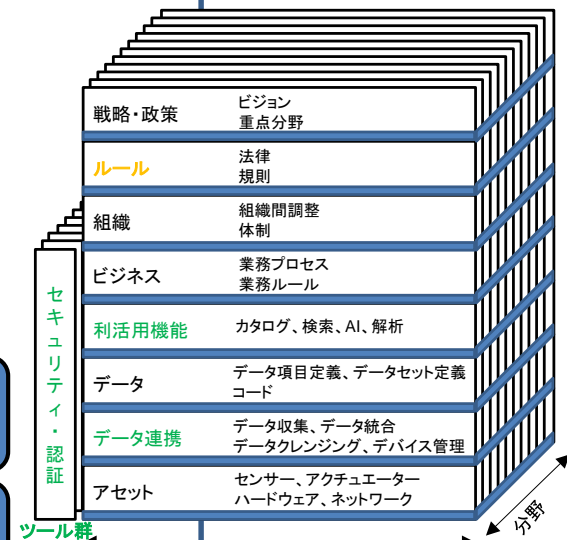 戦略・政策
ビジョン
重点分野
ルール
法律
規則
組織
組織間調整
体制
ビジネス
業務プロセス
業務ルール
利活用機能
カタログ、検索、AI、解析
データ
データ項目定義、データセット定義
コード
データ連携
データ収集、データ統合
データクレンジング、デバイス管理
アセット
センサー、アクチュエーター
ハードウェア、ネットワーク
セキュリティ・認証
ツール群
分野